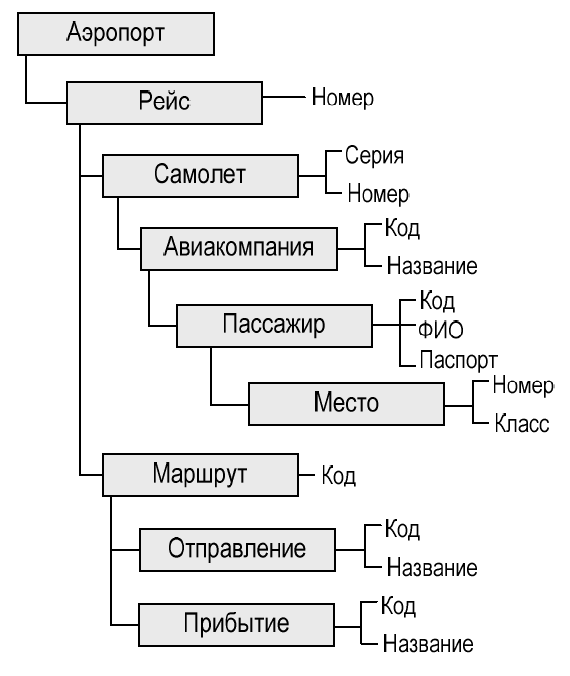 Аэропорт
Рейс
Номер
Самолет
Серия
Номер
Авиакомпания
Код
Название
Пассажир
Код
ФИО
Паспорт
Место
Номер
Класс
Маршрут
Код
Отправление
Код
Название
Прибытие
Код
Название